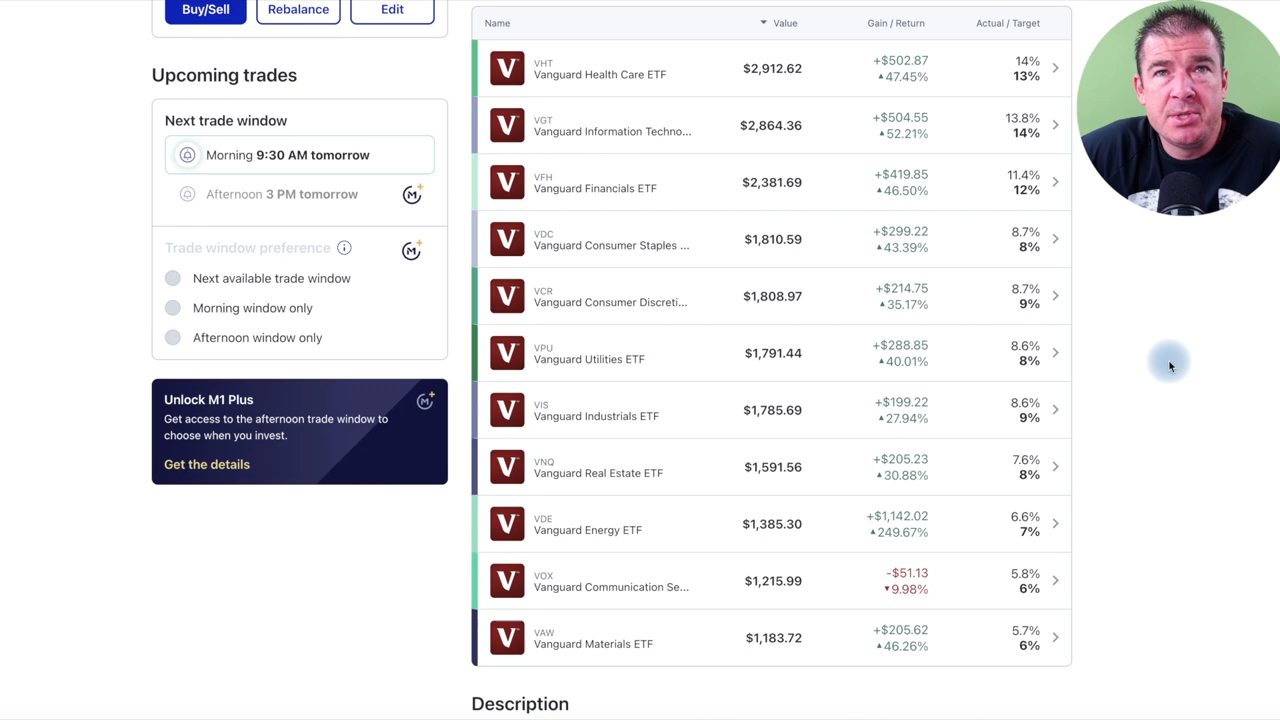 Buy/Sell
Rebalance
Edit
Upcoming trades
Next trade window
Morning 9:30 AM tomorrow
Afternoon 3 PM tomorrow
Trade window preference
Next available trade window
Morning window only
Afternoon window only
Unlock M1 Plus
Get access to the afternoon trade window to
choose when you invest.
Get the details
Name Value Gain / Return Actual / Target
VHT
Vanguard Health Care ETF
$2,912.62
+$502.87
47.45%
14%
13%
VGT
Vanguard Information Techno...
$2,864.36
+$504.55
52.21%
13.8%
14%
VFH
Vanguard Financials ETF
$2,381.69
+$419.85
46.50%
11.4%
12%
VDC
Vanguard Consumer Staples ...
$1,810.59
+$299.22
43.39%
8.7%
8%
VCR
Vanguard Consumer Discreti...
$1,808.97
+$214.75
35.17%
8.7%
9%
VPU
Vanguard Utilities ETF
$1,791.44
+$288.85
40.01%
8.6%
8%
VIS
Vanguard Industrials ETF
$1,785.69
+$199.22
27.94%
8.6%
9%
VNQ
Vanguard Real Estate ETF
$1,591.56
+$205.23
30.88%
7.6%
8%
VDE
Vanguard Energy ETF
$1,385.30
+$1,142.02
249.67%
6.6%
7%
VOX
Vanguard Communication Se...
$1,215.99
-$51.13
9.98%
5.8%
6%
VAW
Vanguard Materials ETF
$1,183.72
+$205.62
46.26%
5.7%
6%
Description